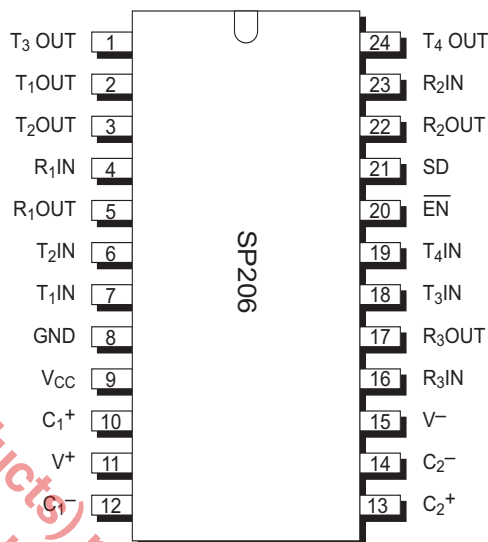 T₃ OUT 1 24 T₄ OUT
T₁OUT 2 23 R₂IN
T₂OUT 3 22 R₂OUT
R₁IN 4 21 SD
R₁OUT 5 20 E̅N̅
T₂IN 6 19 T₄IN
T₁IN 7 18 T₃IN
GND 8 17 R₃OUT
VCC 9 16 R₃IN
C₁⁺ 10 15 V⁻
V⁺ 11 14 C₂⁻
C₁⁻ 12 13 C₂⁺
SP206
ucts)